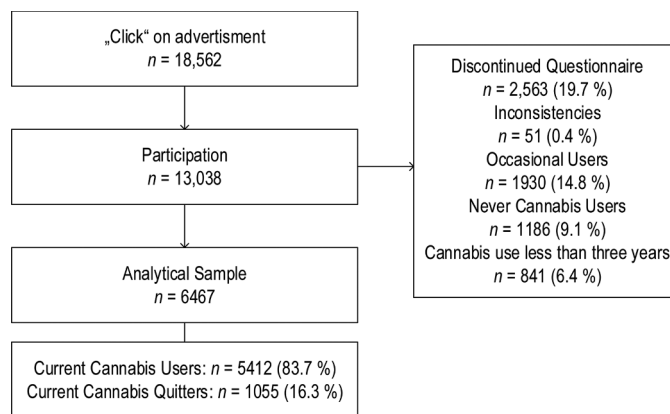 „Click“ on advertisment
n = 18,562
Participation
n = 13,038
Discontinued Questionnaire
n = 2,563 (19.7 %)
Inconsistencies
n = 51 (0.4 %)
Occasional Users
n = 1930 (14.8 %)
Never Cannabis Users
n = 1186 (9.1 %)
Cannabis use less than three years
n = 841 (6.4 %)
Analytical Sample
n = 6467
Current Cannabis Users: n = 5412 (83.7 %)
Current Cannabis Quitters: n = 1055 (16.3 %)